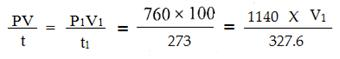 PV/t = P₁V₁/t₁ = 760 × 100/273 = 1140 X V₁/327.6